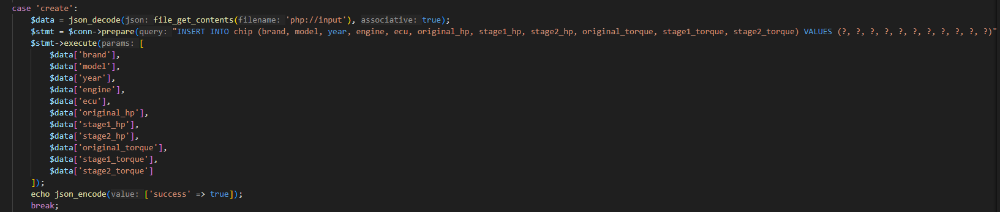 case 'create':
$data = json_decode(json: file_get_contents(filename: 'php://input'), associative: true);
$stmt = $conn->prepare(query: "INSERT INTO chip (brand, model, year, engine, ecu, original_hp, stage1_hp, stage2_hp, original_torque, stage1_torque, stage2_torque) VALUES (?, ?, ?, ?, ?, ?, ?, ?, ?, ?, ?)"
$stmt->execute(params: [
$data['brand'],
$data['model'],
$data['year'],
$data['engine'],
$data['ecu'],
$data['original_hp'],
$data['stage1_hp'],
$data['stage2_hp'],
$data['original_torque'],
$data['stage1_torque'],
$data['stage2_torque']
]);
echo json_encode(value: ['success' => true]);
break;